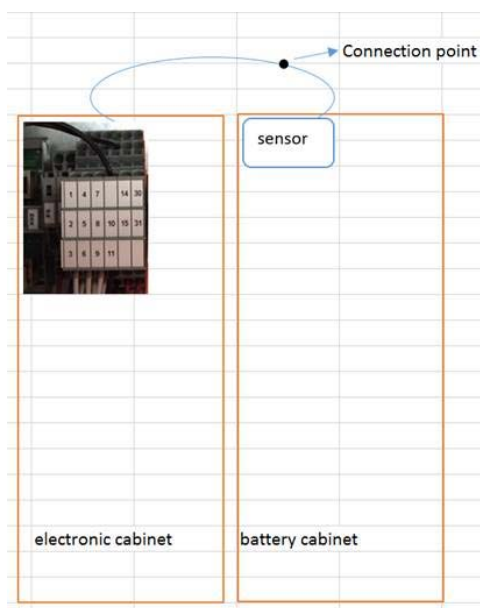 Connection point
sensor
1 4 7 14 30
2 5 8 10 15 31
3 6 9 11
electronic cabinet
battery cabinet